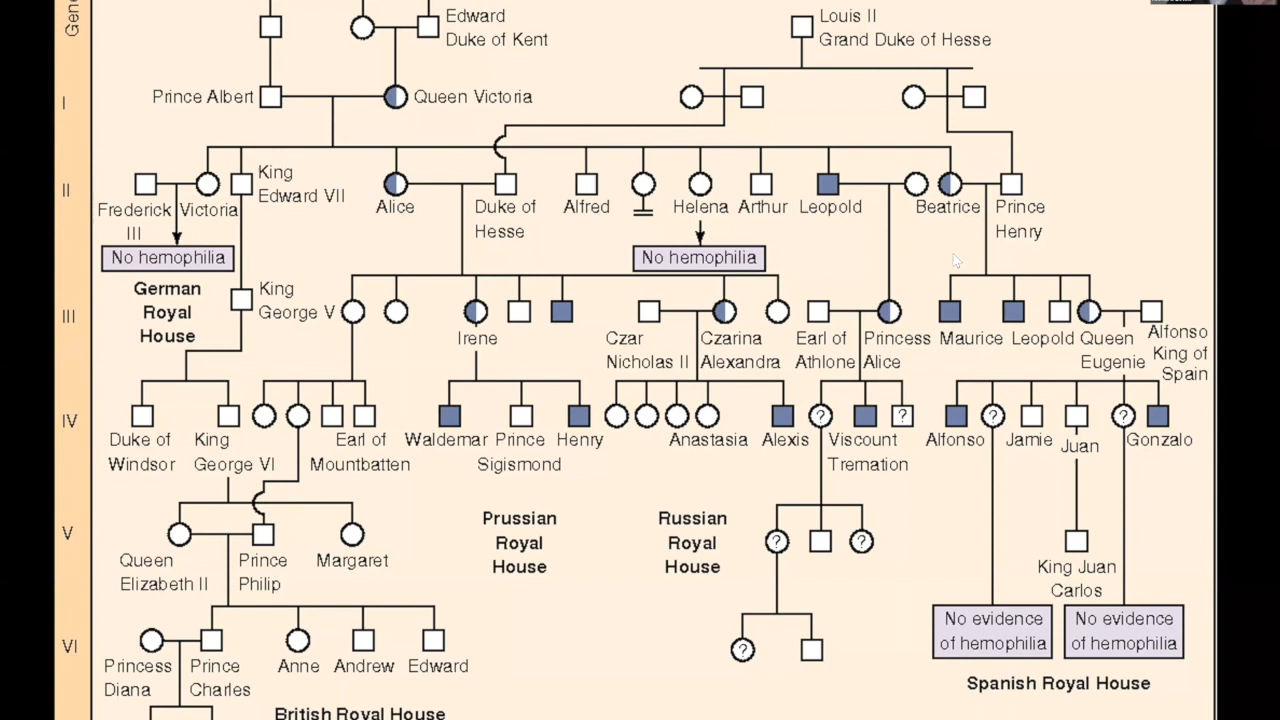 Gene
Edward
Duke of Kent
Louis II
Grand Duke of Hesse
I
Prince Albert
Queen Victoria
II
King
Edward VII
Frederick
III
Victoria
Alice
Duke of
Hesse
Alfred
Helena
Arthur
Leopold
Beatrice
Prince
Henry
No hemophilia
No hemophilia
German
Royal
House
III
King
George V
Irene
Czar
Nicholas II
Czarina
Alexandra
Earl of
Athlone
Princess
Alice
Maurice
Leopold
Queen
Eugenie
Alfonso
King of
Spain
IV
? ? ? ?
Duke of
Windsor
King
George VI
Earl of
Mountbatten
Waldemar
Prince
Sigismond
Henry
Anastasia
Alexis
Viscount
Tremation
Alfonso
Jamie
Juan
Gonzalo
V
? ?
Queen
Elizabeth II
Prince
Philip
Margaret
Prussian
Royal
House
Russian
Royal
House
King Juan
Carlos
No evidence
of hemophilia
No evidence
of hemophilia
VI
?
Princess
Diana
Prince
Charles
Anne
Andrew
Edward
Spanish Royal House
British Royal House